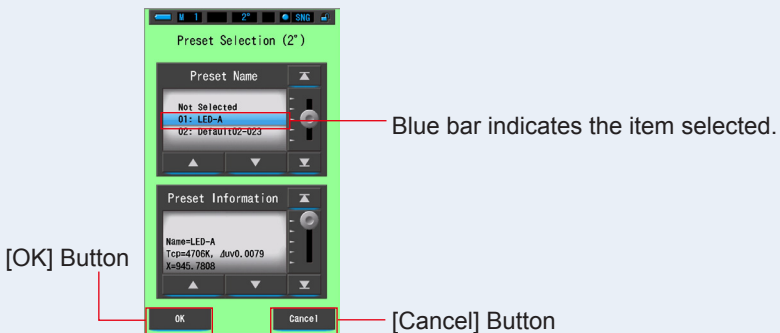 M 1 2° SNG
Preset Selection (2°)
Preset Name
Not Selected
01: LED-A
02: Default02-023
Blue bar indicates the item selected.
Preset Information
Name=LED-A
Tcp=4706K, ⊿uv0.0079
X=945.7808
[OK] Button
OK
Cancel
[Cancel] Button